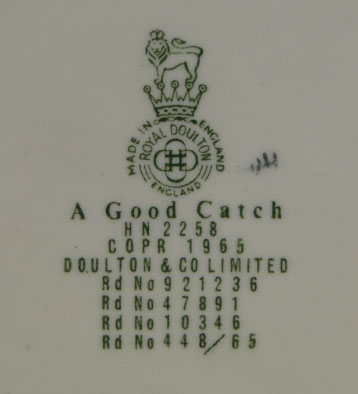 MADE IN ENGLAND
ROYAL DOULTON
ENGLAND
A Good Catch
HN 2258
COPR 1965
DOULTON & CO LIMITED
Rd No 921236
Rd No 47891
Rd No 10346
Rd No 448/65